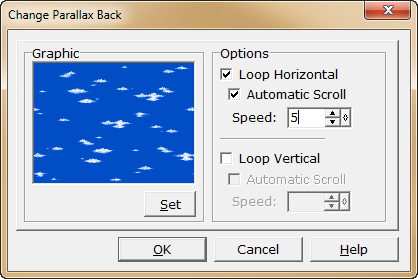 Change Parallax Back
Graphic
Set
Options
Loop Horizontal
Automatic Scroll
Speed: 5
Loop Vertical
Automatic Scroll
Speed:
OK Cancel Help